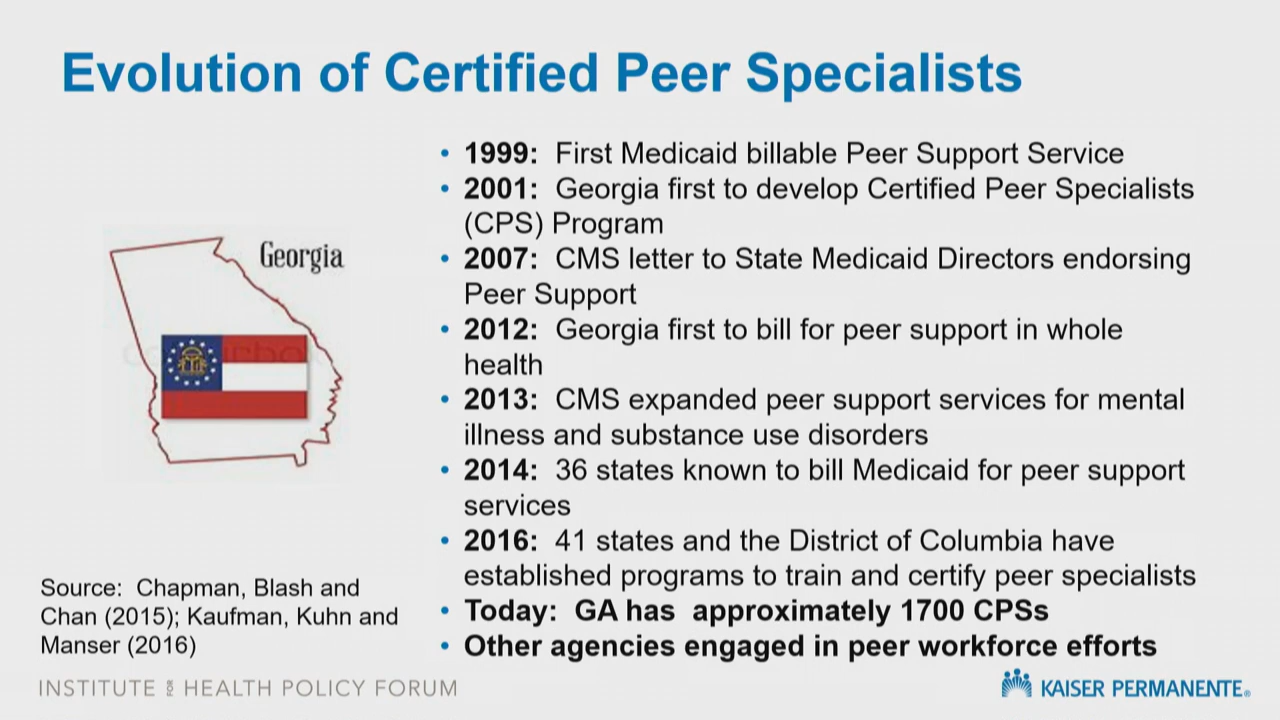 Evolution of Certified Peer Specialists
Georgia
• 1999: First Medicaid billable Peer Support Service
• 2001: Georgia first to develop Certified Peer Specialists
(CPS) Program
• 2007: CMS letter to State Medicaid Directors endorsing
Peer Support
• 2012: Georgia first to bill for peer support in whole
health
• 2013: CMS expanded peer support services for mental
illness and substance use disorders
• 2014: 36 states known to bill Medicaid for peer support
services
• 2016: 41 states and the District of Columbia have
established programs to train and certify peer specialists
• Today: GA has approximately 1700 CPSs
• Other agencies engaged in peer workforce efforts
Source: Chapman, Blash and
Chan (2015); Kaufman, Kuhn and
Manser (2016)
INSTITUTE FOR HEALTH POLICY FORUM
KAISER PERMANENTE®